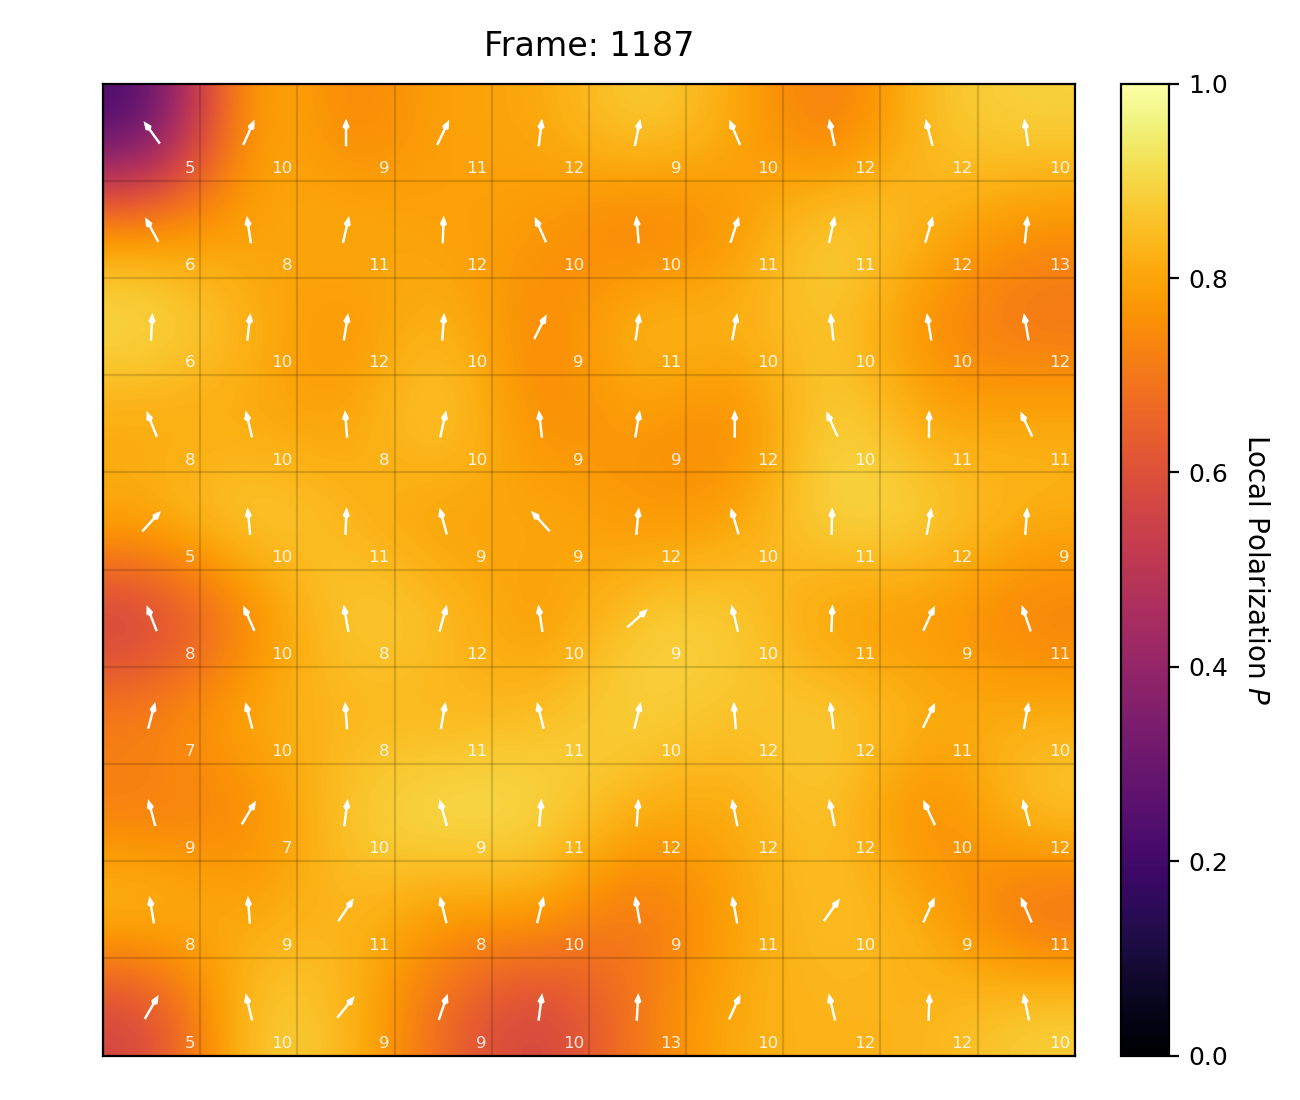 Frame: 1187
5 10 9 11 12 9 10 12 12 10
6 8 11 12 10 10 11 11 12 13
6 10 12 10 9 11 10 10 10 12
8 10 8 10 9 9 12 10 11 11
5 10 11 9 9 12 10 11 12 9
8 10 8 12 10 9 10 11 9 11
7 10 8 11 11 10 12 12 11 10
9 7 10 9 11 12 12 12 10 12
8 9 11 8 10 9 11 10 9 11
5 10 9 9 10 13 10 12 12 10
1.0
0.8
0.6
0.4
0.2
0.0
Local Polarization P